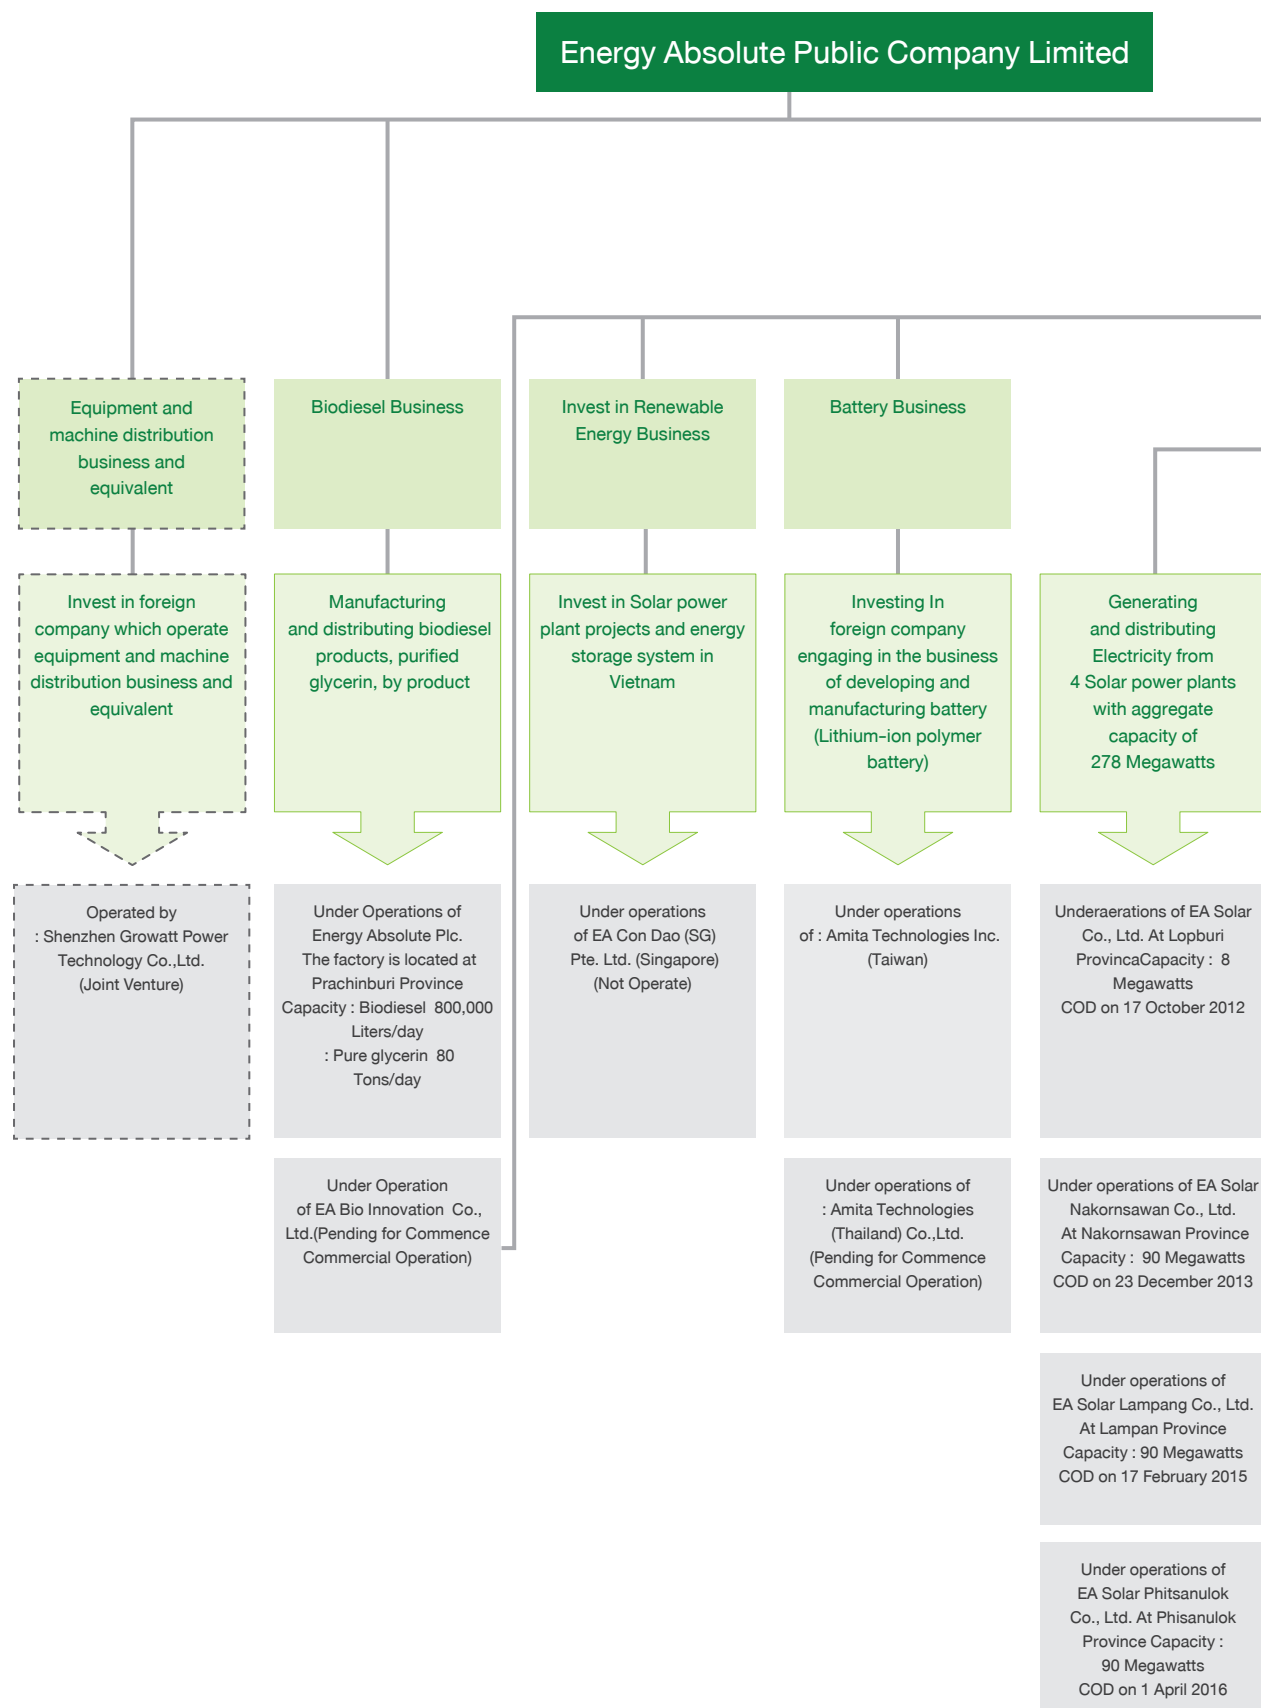 Energy Absolute Public Company Limited
Equipment and
machine distribution
business and
equivalent
Biodiesel Business
Invest in Renewable
Energy Business
Battery Business
Invest in foreign
company which operate
equipment and machine
distribution business and
equivalent
Manufacturing
and distributing biodiesel
products, purified
glycerin, by product
Invest in Solar power
plant projects and energy
storage system in
Vietnam
Investing In
foreign company
engaging in the business
of developing and
manufacturing battery
(Lithium-ion polymer
battery)
Generating
and distributing
Electricity from
4 Solar power plants
with aggregate
capacity of
278 Megawatts
Operated by
: Shenzhen Growatt Power
Technology Co.,Ltd.
(Joint Venture)
Under Operations of
Energy Absolute Plc.
The factory is located at
Prachinburi Province
Capacity : Biodiesel 800,000
Liters/day
: Pure glycerin 80
Tons/day
Under operations
of EA Con Dao (SG)
Pte. Ltd. (Singapore)
(Not Operate)
Under operations
of : Amita Technologies Inc.
(Taiwan)
Underaerations of EA Solar
Co., Ltd. At Lopburi
ProvincaCapacity : 8
Megawatts
COD on 17 October 2012
Under Operation
of EA Bio Innovation Co.,
Ltd.(Pending for Commence
Commercial Operation)
Under operations of
: Amita Technologies
(Thailand) Co.,Ltd.
(Pending for Commence
Commercial Operation)
Under operations of EA Solar
Nakornsawan Co., Ltd.
At Nakornsawan Province
Capacity : 90 Megawatts
COD on 23 December 2013
Under operations of
EA Solar Lampang Co., Ltd.
At Lampan Province
Capacity : 90 Megawatts
COD on 17 February 2015
Under operations of
EA Solar Phitsanulok
Co., Ltd. At Phisanulok
Province Capacity :
90 Megawatts
COD on 1 April 2016